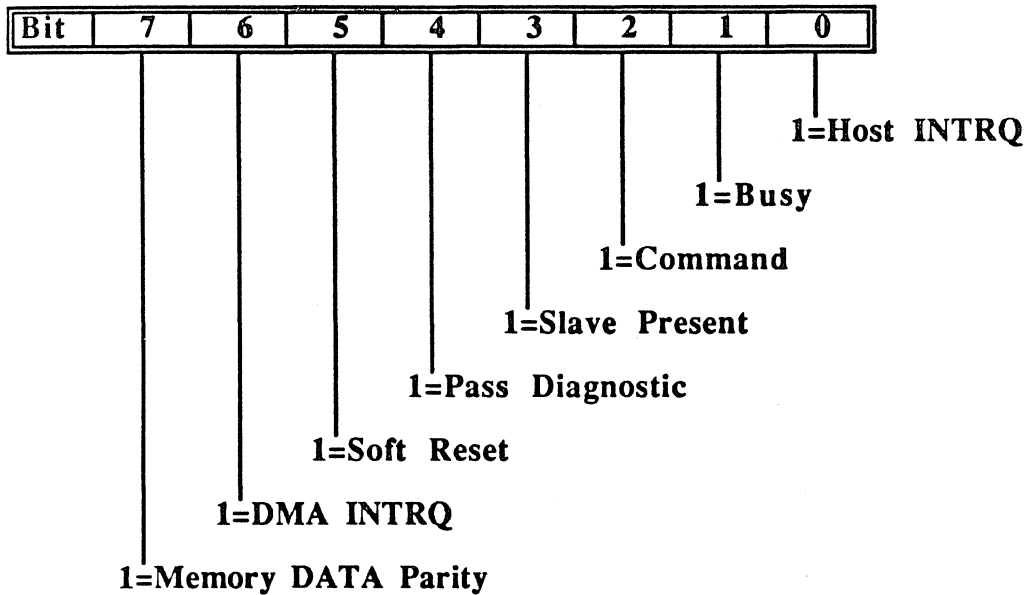 Bit 7 6 5 4 3 2 1 0
1=Host INTRQ
1=Busy
1=Command
1=Slave Present
1=Pass Diagnostic
1=Soft Reset
1=DMA INTRQ
1=Memory DATA Parity